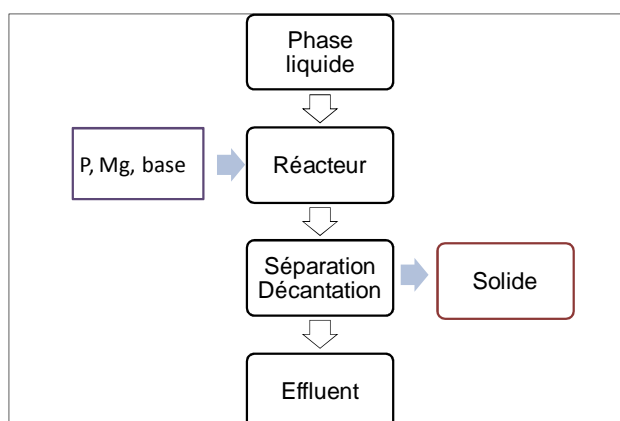 Phase
liquide
P, Mg, base
Réacteur
Séparation
Décantation
Solide
Effluent